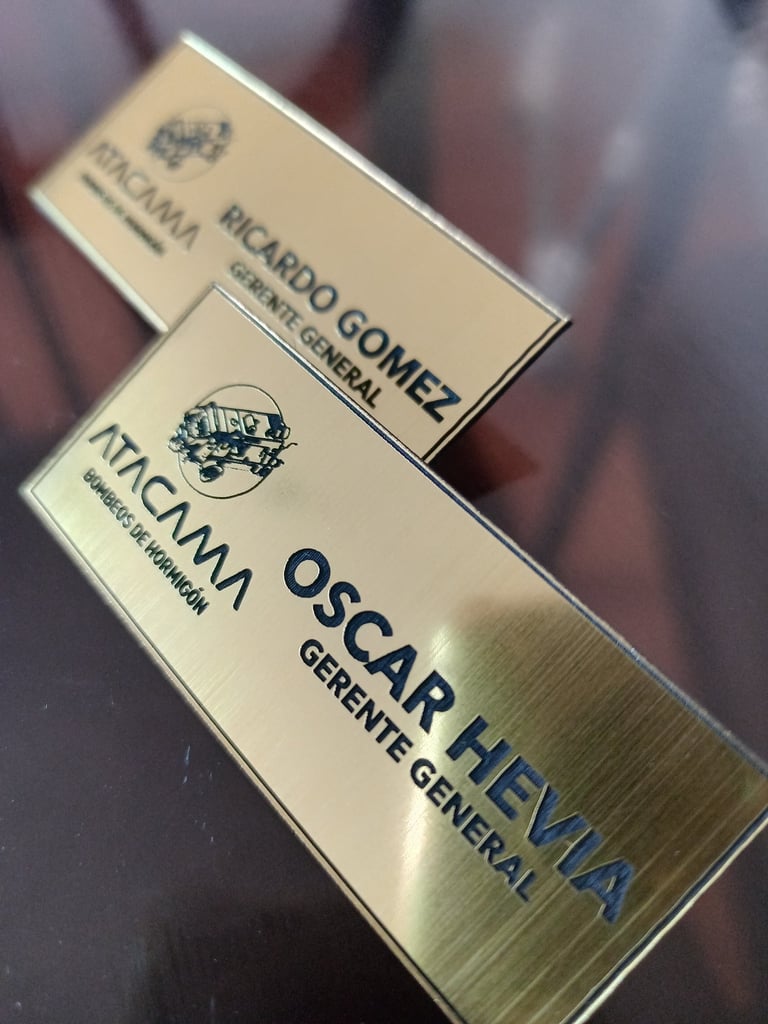 ATACAMA
RICARDO GOMEZ
GERENTE GENERAL
ATACAMA
BOMBEOS DE HORMIGÓN
OSCAR HEVIA
GERENTE GENERAL